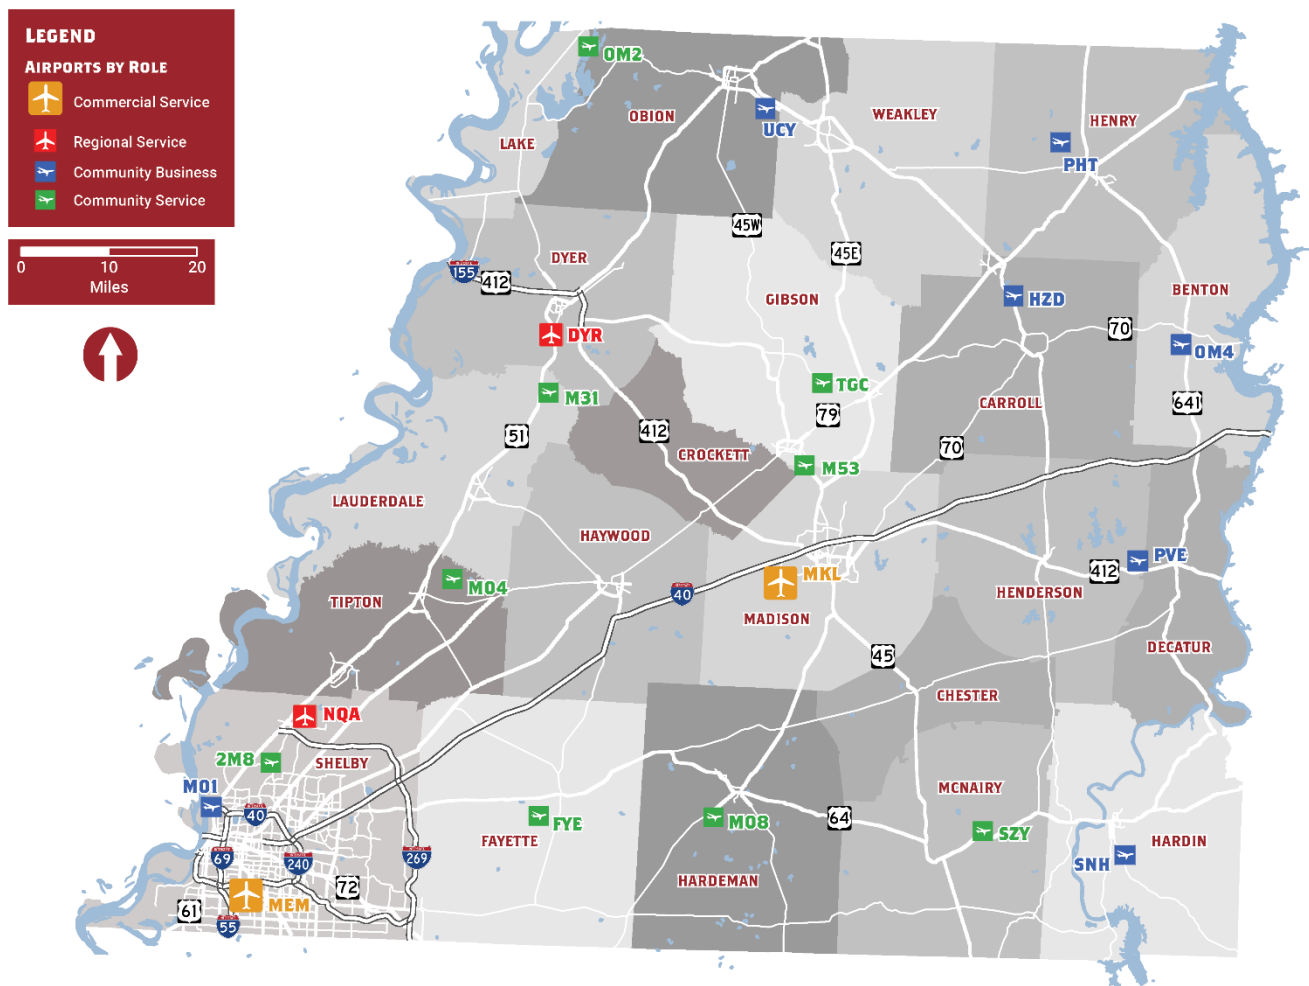 LEGEND
AIRPORTS BY ROLE
Commercial Service
Regional Service
Community Business
Community Service
0 10 20
Miles
OM2
OBION
UCY
WEAKLEY
HENRY
PHT
LAKE
45W
45E
DYER
155
412
GIBSON
HZD
BENTON
70
OM4
DYR
M31
TGC
79
CARROLL
641
51
412
CROCKETT
70
M53
LAUDERDALE
HAYWOOD
PVE
412
M04
MKL
40
TIPTON
MADISON
HENDERSON
DECATUR
45
CHESTER
NQA
2M8
SHELBY
M01
MCNAIRY
40
FYE
M08
64
SZY
FAYETTE
HARDIN
69
240
269
SNH
HARDEMAN
72
MEM
61
55